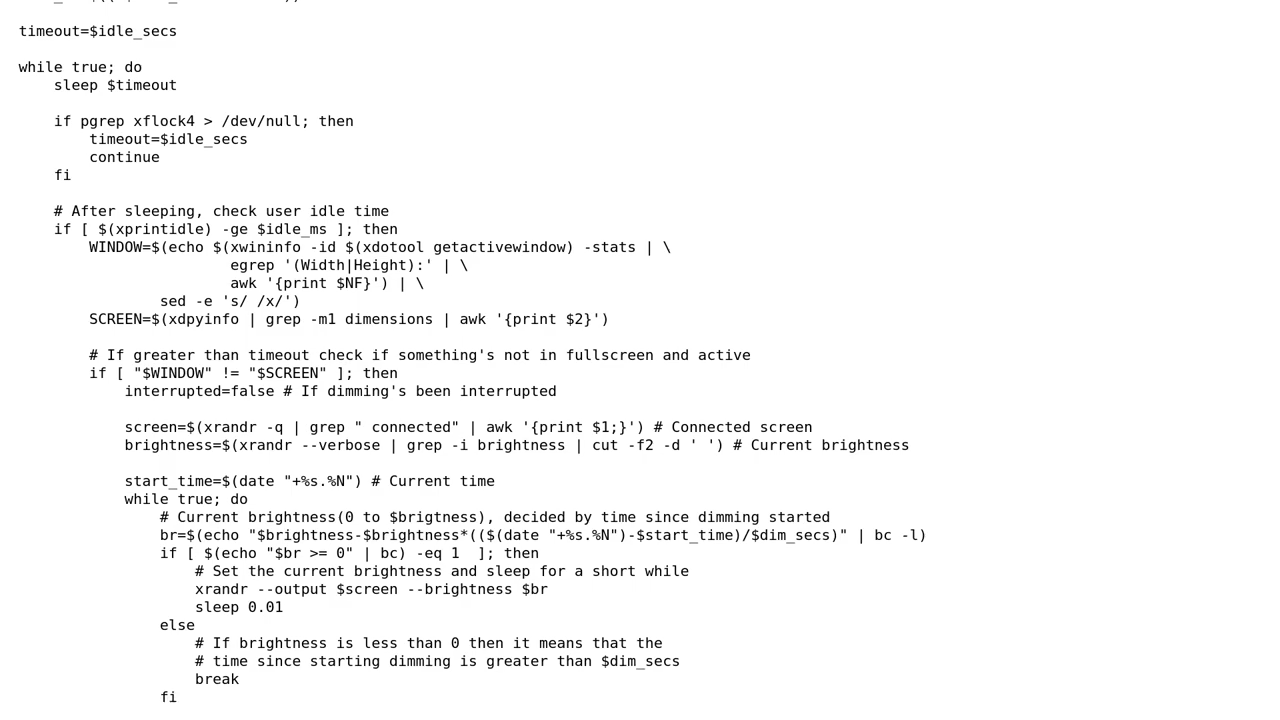 timeout=$idle_secs
while true; do
    sleep $timeout
    if pgrep xflock4 > /dev/null; then
        timeout=$idle_secs
        continue
    fi
    # After sleeping, check user idle time
    if [ $(xprintidle) -ge $idle_ms ]; then
        WINDOW=$(echo $(xwininfo -id $(xdotool getactivewindow) -stats | \
                        egrep '(Width|Height):' | \
                        awk '{print $NF}') | \
                sed -e 's/ /x/')
        SCREEN=$(xdpyinfo | grep -m1 dimensions | awk '{print $2}')
        # If greater than timeout check if something's not in fullscreen and active
        if [ "$WINDOW" != "$SCREEN" ]; then
            interrupted=false # If dimming's been interrupted
            screen=$(xrandr -q | grep " connected" | awk '{print $1;}') # Connected screen
            brightness=$(xrandr --verbose | grep -i brightness | cut -f2 -d ' ') # Current brightness
            start_time=$(date "+%s.%N") # Current time
            while true; do
                # Current brightness(0 to $brigtness), decided by time since dimming started
                br=$(echo "$brightness-$brightness*(($(date "+%s.%N")-$start_time)/$dim_secs)" | bc -l)
                if [ $(echo "$br >= 0" | bc) -eq 1  ]; then
                    # Set the current brightness and sleep for a short while
                    xrandr --output $screen --brightness $br
                    sleep 0.01
                else
                    # If brightness is less than 0 then it means that the
                    # time since starting dimming is greater than $dim_secs
                    break
                fi